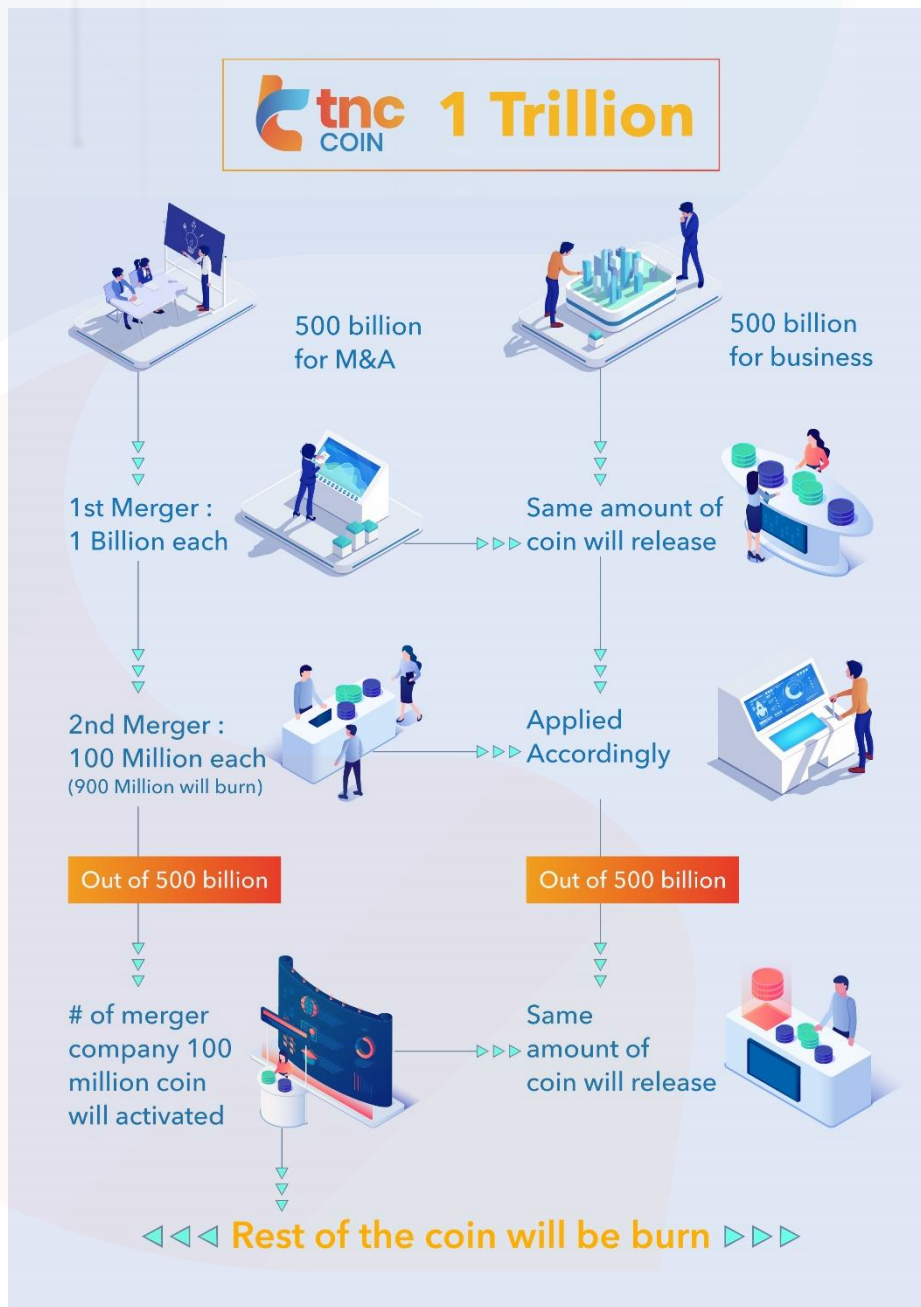 tnc
COIN
1 Trillion
500 billion
for M&A
500 billion
for business
1st Merger :
1 Billion each
Same amount of
coin will release
2nd Merger :
100 Million each
(900 Million will burn)
Applied
Accordingly
Out of 500 billion
Out of 500 billion
# of merger
company 100
million coin
will activated
Same
amount of
coin will release
Rest of the coin will be burn